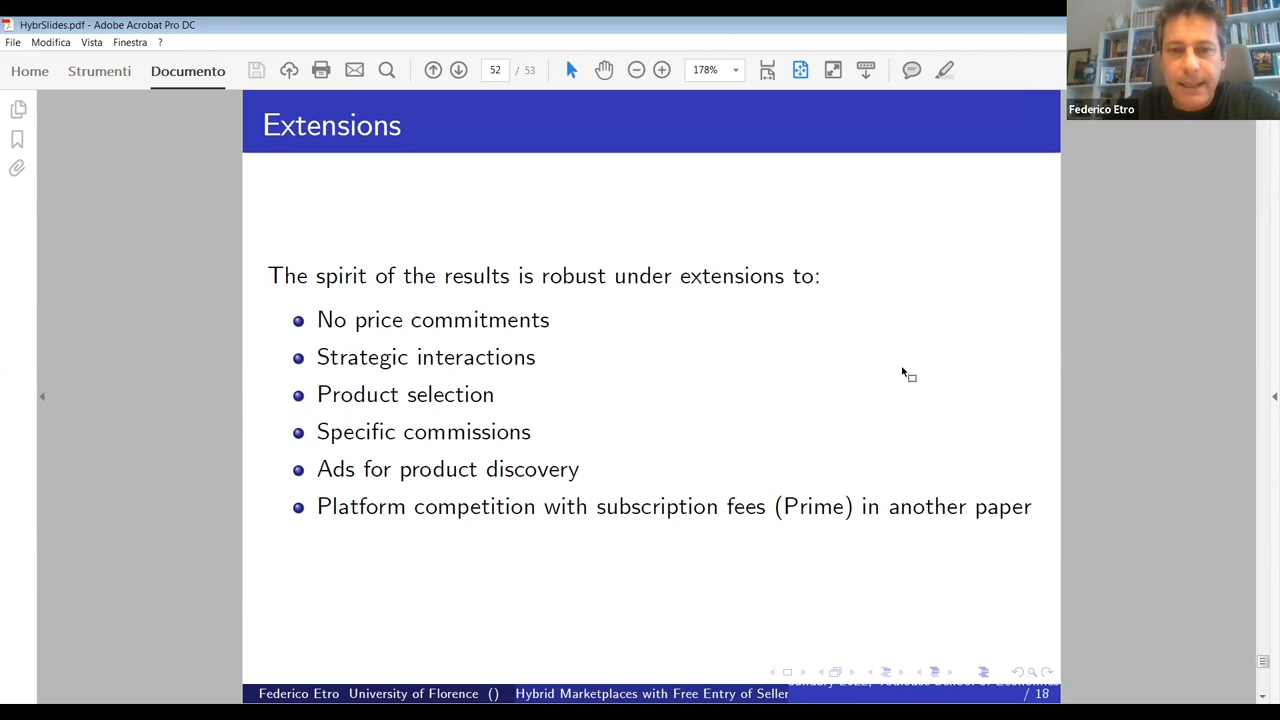 HybrSlides.pdf - Adobe Acrobat Pro DC
File Modifica Vista Finestra ?
Home Strumenti Documento 52 / 53 178%
Federico Etro
Extensions
The spirit of the results is robust under extensions to:
No price commitments
Strategic interactions
Product selection
Specific commissions
Ads for product discovery
Platform competition with subscription fees (Prime) in another paper
Federico Etro University of Florence () Hybrid Marketplaces with Free Entry of Seller
/ 18